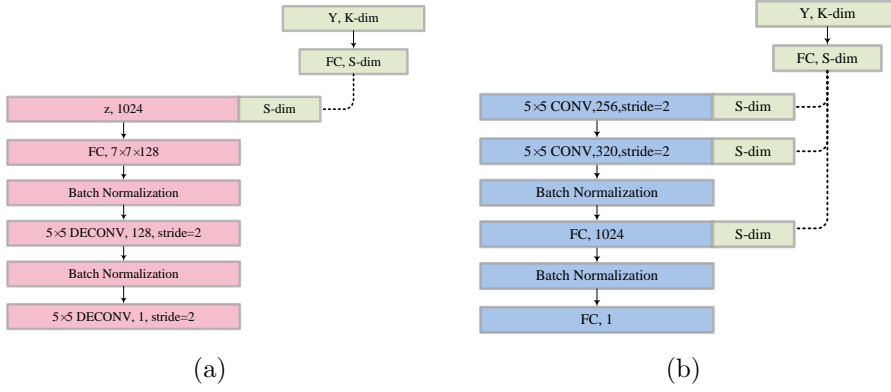 Y, K-dim
FC, S-dim
z, 1024 S-dim
FC, 7×7×128
Batch Normalization
5×5 DECONV, 128, stride=2
Batch Normalization
5×5 DECONV, 1, stride=2
(a)
Y, K-dim
FC, S-dim
5×5 CONV,256,stride=2 S-dim
5×5 CONV,320,stride=2 S-dim
Batch Normalization
FC, 1024 S-dim
Batch Normalization
FC, 1
(b)